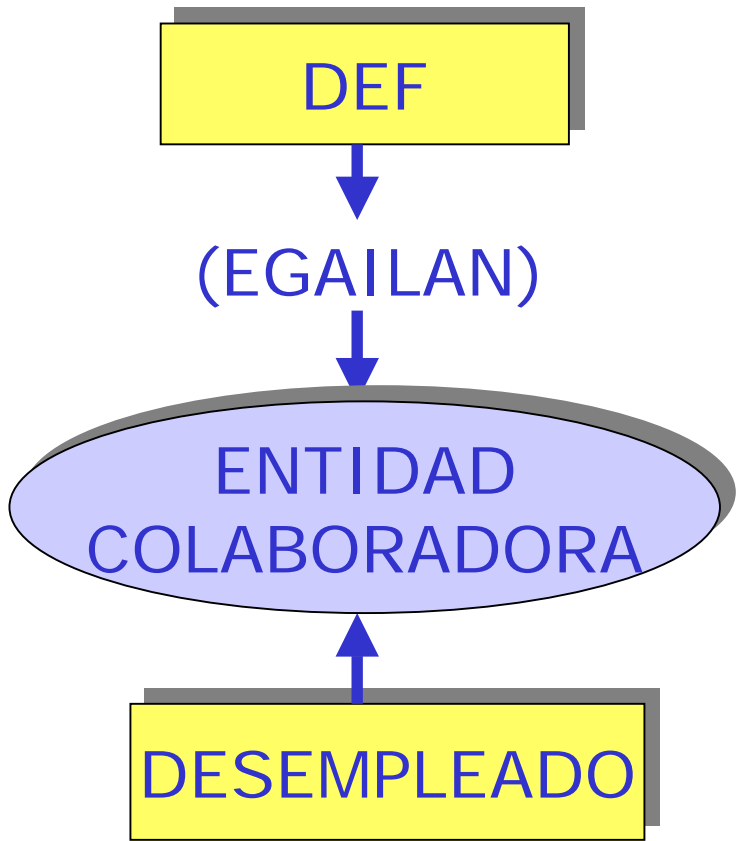 DEF
(EGAILAN)
ENTIDAD
COLABORADORA
DESEMPLEADO